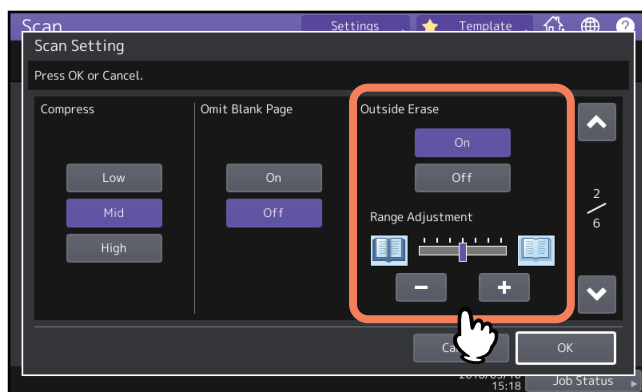 Scan
Settings
Template
Scan Setting
Press OK or Cancel.
Compress
Omit Blank Page
Outside Erase
Low
Mid
High
On
Off
On
Off
Range Adjustment
2
6
OK
15:18
Job Status